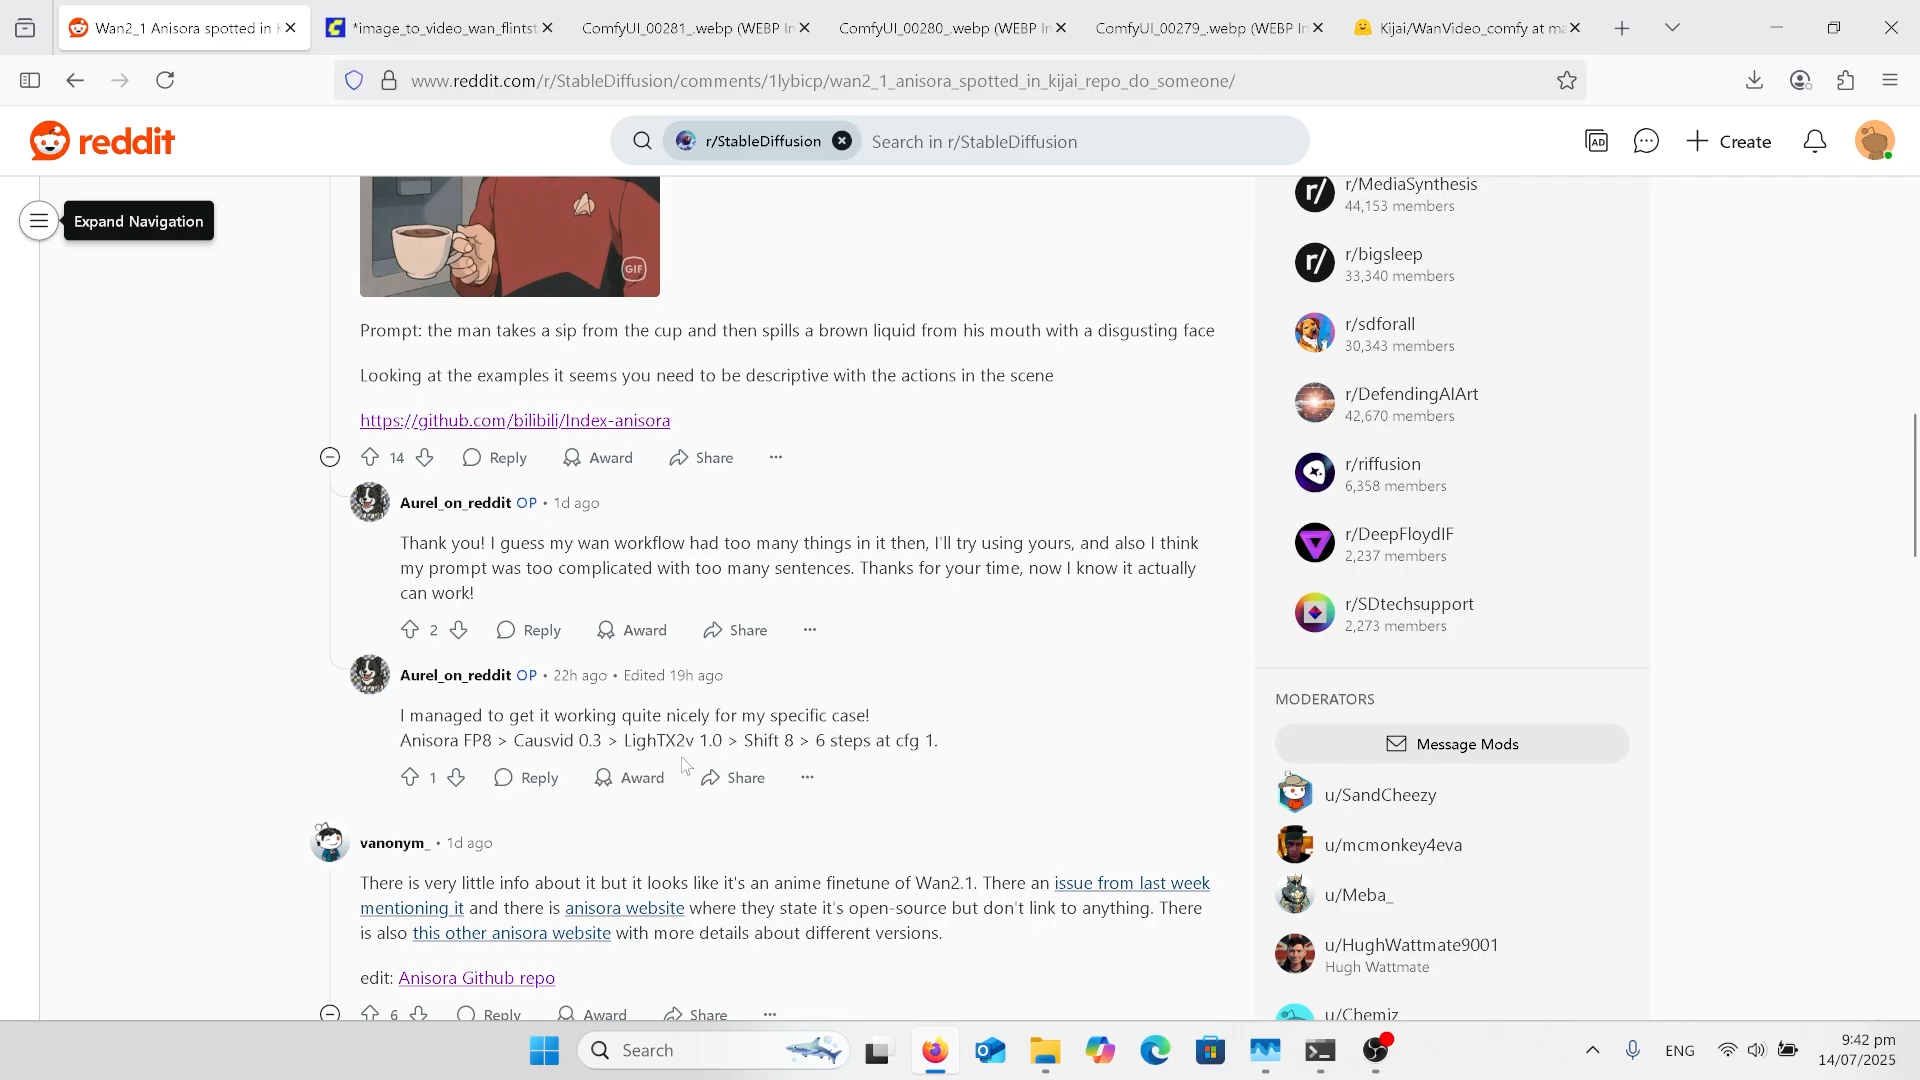 Wan2_1 Anisora spotted in K
*image_to_video_wan_flintst
ComfyUI_00281_.webp (WEBP In
ComfyUI_00280_.webp (WEBP In
ComfyUI_00279_.webp (WEBP In
Kijai/WanVideo_comfy at ma
www.reddit.com/r/StableDiffusion/comments/1lybicp/wan2_1_anisora_spotted_in_kijai_repo_do_someone/
reddit
r/StableDiffusion
Search in r/StableDiffusion
AD
Create
Expand Navigation
GIF
Prompt: the man takes a sip from the cup and then spills a brown liquid from his mouth with a disgusting face
Looking at the examples it seems you need to be descriptive with the actions in the scene
https://github.com/bilibili/Index-anisora
14 Reply Award Share
Aurel_on_reddit OP • 1d ago
Thank you! I guess my wan workflow had too many things in it then, I'll try using yours, and also I think
my prompt was too complicated with too many sentences. Thanks for your time, now I know it actually
can work!
2 Reply Award Share
Aurel_on_reddit OP • 22h ago • Edited 19h ago
I managed to get it working quite nicely for my specific case!
Anisora FP8 > Causvid 0.3 > LighTX2v 1.0 > Shift 8 > 6 steps at cfg 1.
1 Reply Award Share
vanonym_ • 1d ago
There is very little info about it but it looks like it's an anime finetune of Wan2.1. There an issue from last week
mentioning it and there is anisora website where they state it's open-source but don't link to anything. There
is also this other anisora website with more details about different versions.
edit: Anisora Github repo
6 Reply Award Share
r/
r/MediaSynthesis
44,153 members
r/
r/bigsleep
33,340 members
r/sdforall
30,343 members
r/DefendingAIArt
42,670 members
r/riffusion
6,358 members
r/DeepFloydIF
2,237 members
r/SDtechsupport
2,273 members
MODERATORS
Message Mods
u/SandCheezy
u/mcmonkey4eva
u/Meba_
u/HughWattmate9001
Hugh Wattmate
u/Chemiz
Search
ENG
9:42 pm
14/07/2025